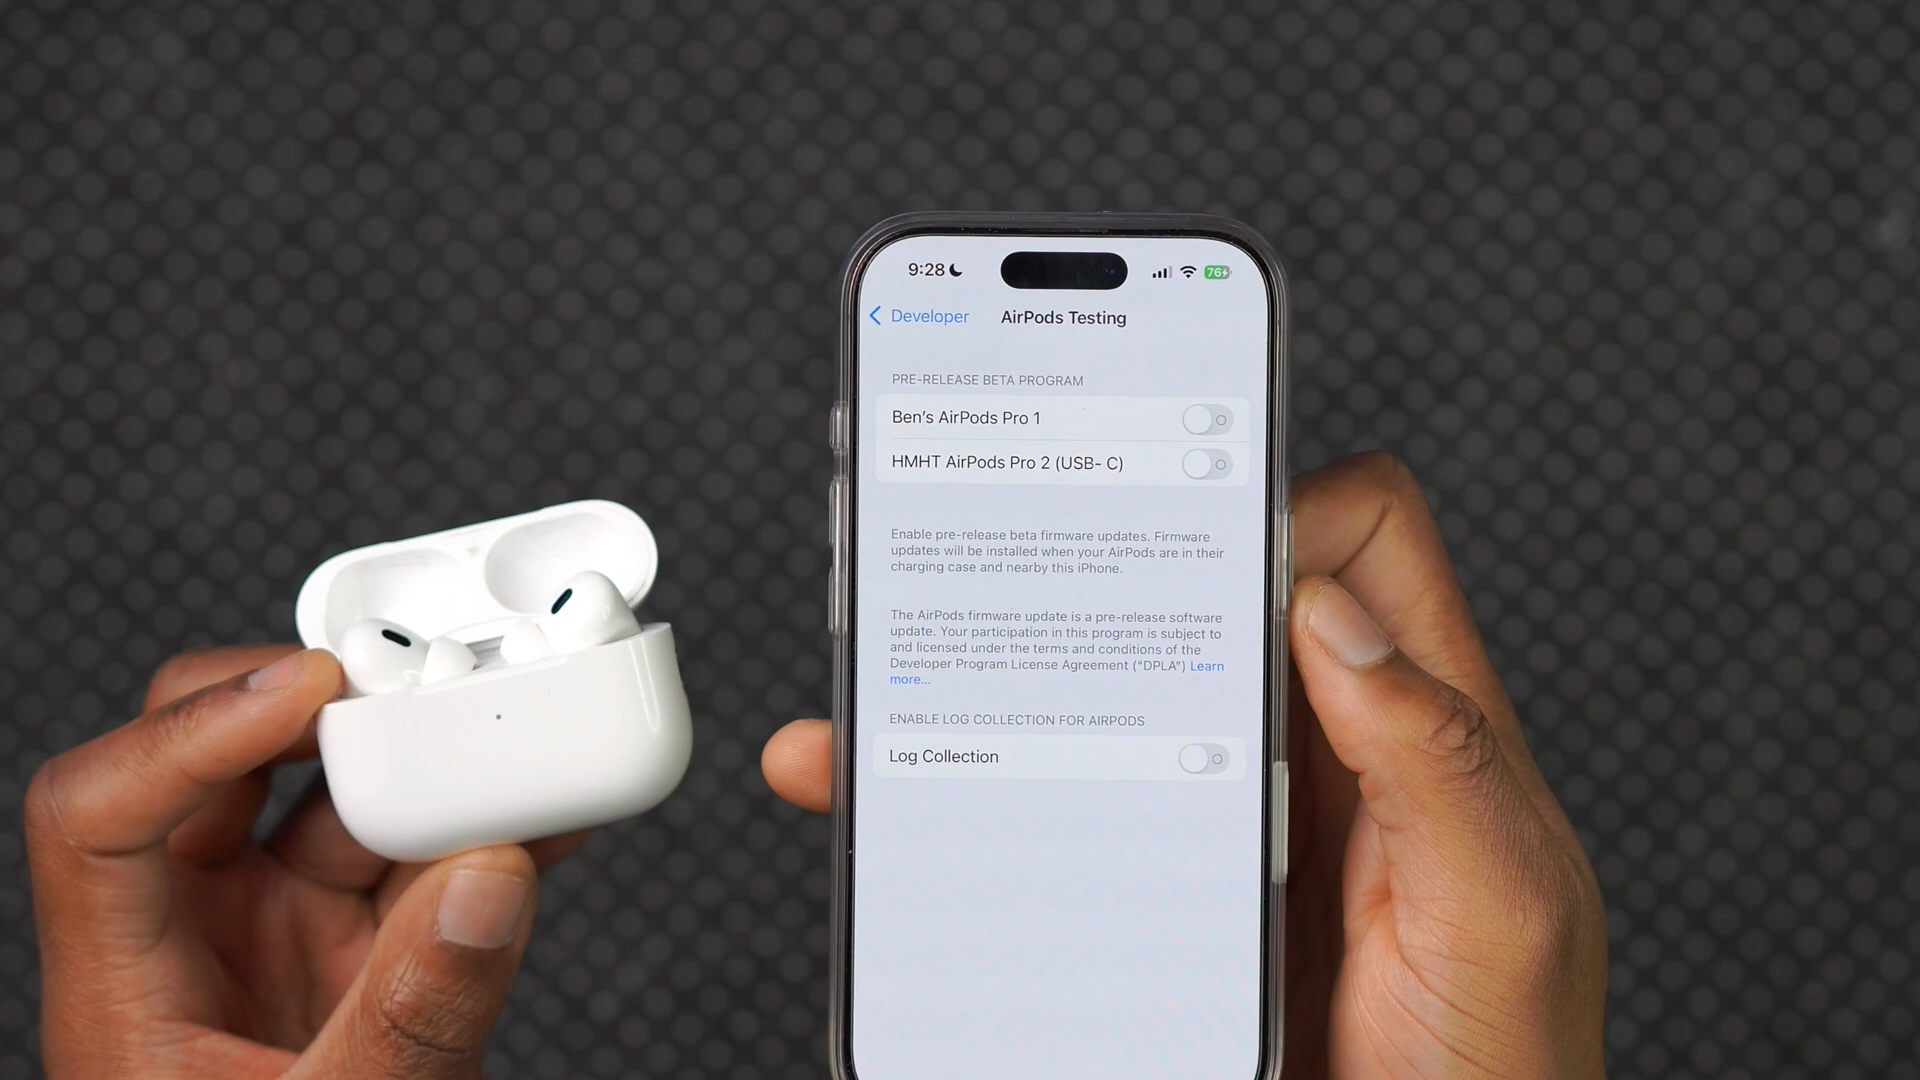 9:28
76
Developer
AirPods Testing
PRE-RELEASE BETA PROGRAM
Ben's AirPods Pro 1
HMHT AirPods Pro 2 (USB- C)
Enable pre-release beta firmware updates. Firmware
updates will be installed when your AirPods are in their
charging case and nearby this iPhone.
The AirPods firmware update is a pre-release software
update. Your participation in this program is subject to
and licensed under the terms and conditions of the
Developer Program License Agreement (“DPLA”) Learn
more...
ENABLE LOG COLLECTION FOR AIRPODS
Log Collection